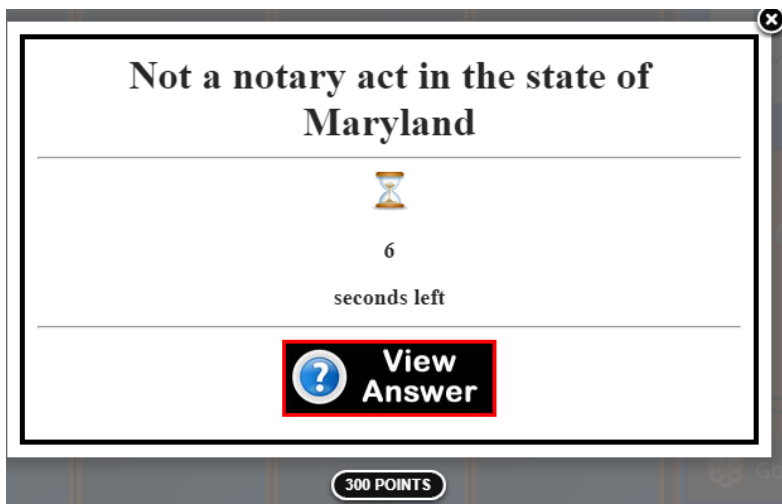 Not a notary act in the state of
Maryland
6
seconds left
View
Answer
300 POINTS